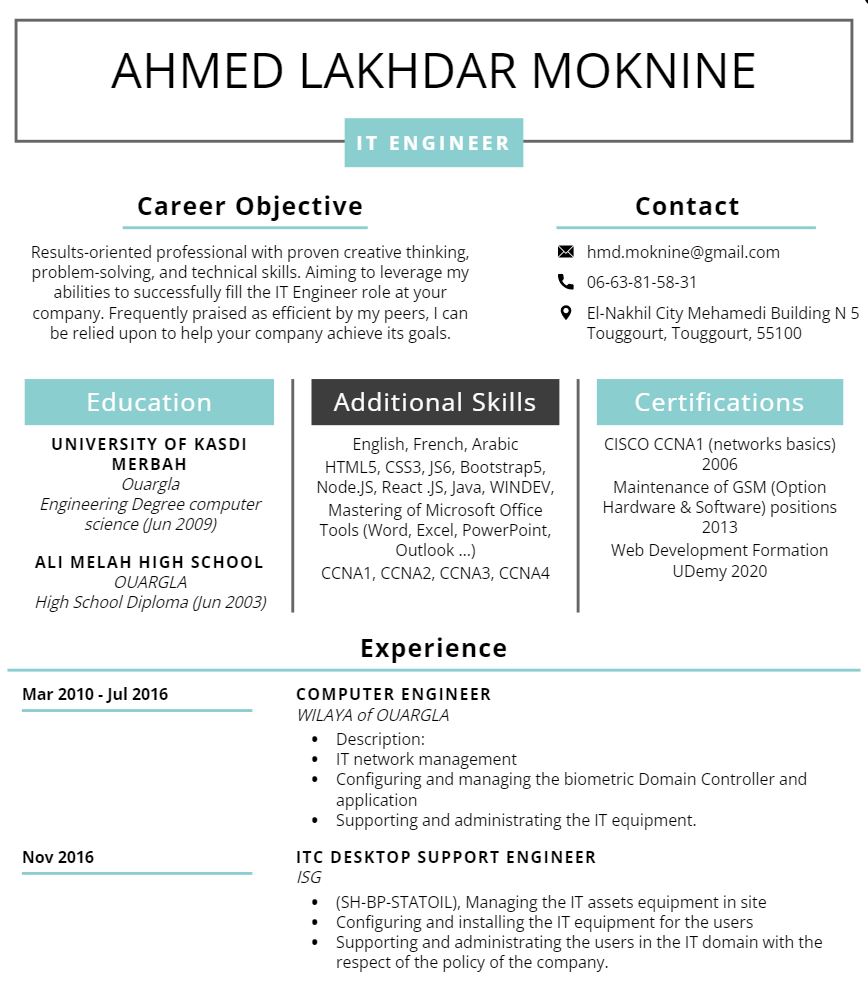 AHMED LAKHDAR MOKNINE
IT ENGINEER
Career Objective
Results-oriented professional with proven creative thinking,
problem-solving, and technical skills. Aiming to leverage my
abilities to successfully fill the IT Engineer role at your
company. Frequently praised as efficient by my peers, I can
be relied upon to help your company achieve its goals.
Contact
hmd.moknine@gmail.com
06-63-81-58-31
El-Nakhil City Mehamedi Building N 5
Touggourt, Touggourt, 55100
Education
UNIVERSITY OF KASDI
MERBAH
Ouargla
Engineering Degree computer
science (Jun 2009)
ALI MELAH HIGH SCHOOL
OUARGLA
High School Diploma (Jun 2003)
Additional Skills
English, French, Arabic
HTML5, CSS3, JS6, Bootstrap5,
Node.JS, React .JS, Java, WINDEV,
Mastering of Microsoft Office
Tools (Word, Excel, PowerPoint,
Outlook ...)
CCNA1, CCNA2, CCNA3, CCNA4
Certifications
CISCO CCNA1 (networks basics)
2006
Maintenance of GSM (Option
Hardware & Software) positions
2013
Web Development Formation
UDemy 2020
Experience
Mar 2010 - Jul 2016
COMPUTER ENGINEER
WILAYA of OUARGLA
• Description:
• IT network management
• Configuring and managing the biometric Domain Controller and
application
• Supporting and administrating the IT equipment.
Nov 2016
ITC DESKTOP SUPPORT ENGINEER
ISG
• (SH-BP-STATOIL), Managing the IT assets equipment in site
• Configuring and installing the IT equipment for the users
• Supporting and administrating the users in the IT domain with the
respect of the policy of the company.